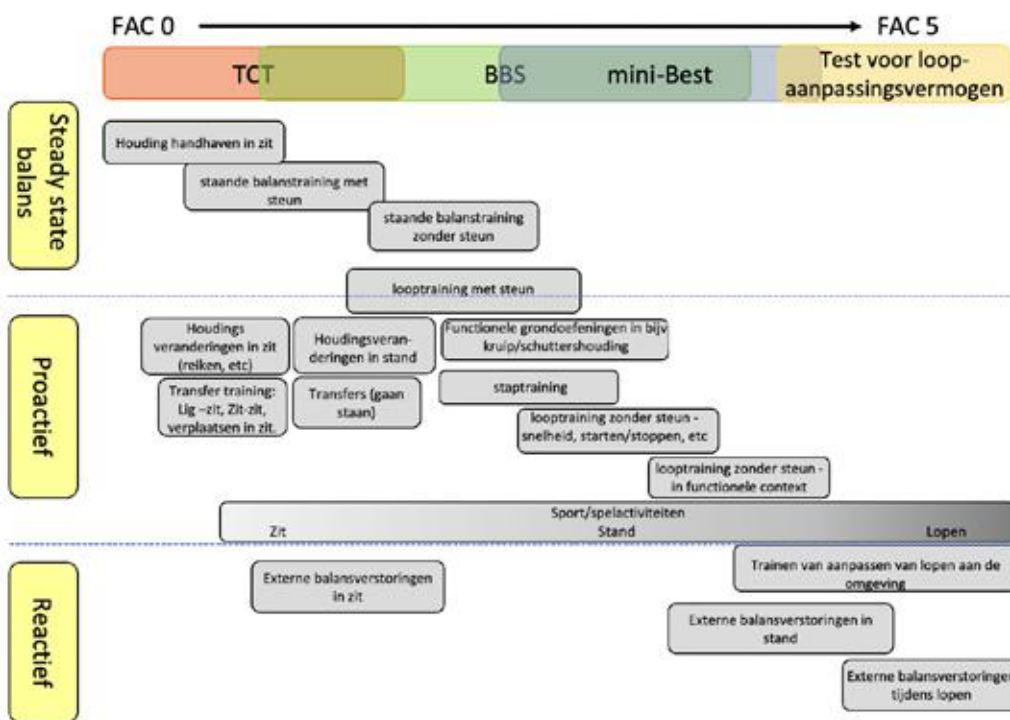 FAC 0
FAC 5
TCT
BBS
mini-Best
Test voor loop-
aanpassingsvermogen
Steady state
balans
Houding handhaven in zit
staande balanstraining met
steun
staande balanstraining
zonder steun
looptraining met steun
Proactief
Houdings
veranderingen in zit
(reiken, etc)
Houdingsveran-
deringen in stand
Functionele grondoefeningen in bijv
kruip/schuttershouding
Transfer training:
Lig –zit, Zit-zit,
verplaatsen in zit.
Transfers (gaan
staan)
staptraining
looptraining zonder steun -
snelheid, starten/stoppen, etc
looptraining zonder steun -
in functionele context
Sport/spelactiviteiten
Zit
Stand
Lopen
Reactief
Externe balansverstoringen
in zit
Trainen van aanpassen van lopen aan de
omgeving
Externe balansverstoringen in
stand
Externe balansverstoringen
tijdens lopen